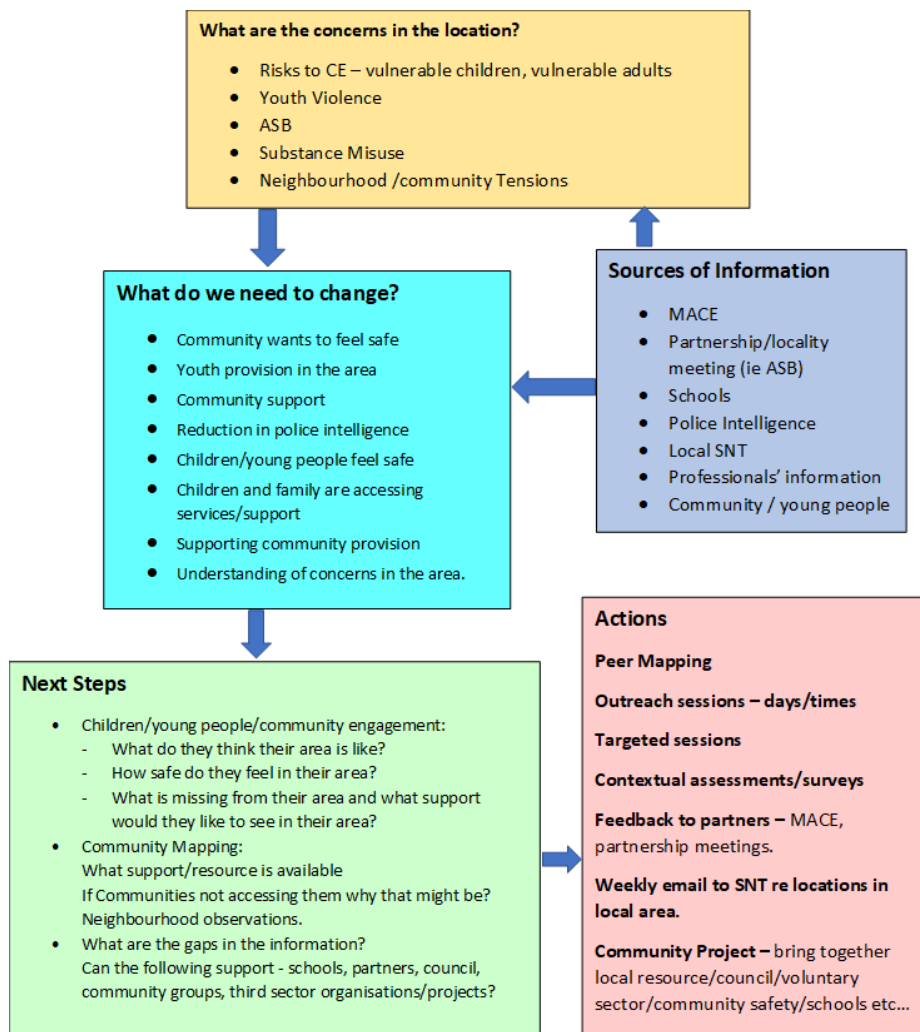 What are the concerns in the location?
● Risks to CE – vulnerable children, vulnerable adults
● Youth Violence
● ASB
● Substance Misuse
● Neighbourhood /community Tensions
Sources of Information
● MACE
● Partnership/locality
meeting (ie ASB)
● Schools
● Police Intelligence
● Local SNT
● Professionals’ information
● Community / young people
What do we need to change?
● Community wants to feel safe
● Youth provision in the area
● Community support
● Reduction in police intelligence
● Children/young people feel safe
● Children and family are accessing
services/support
● Supporting community provision
● Understanding of concerns in the area.
Next Steps
• Children/young people/community engagement:
- What do they think their area is like?
- How safe do they feel in their area?
- What is missing from their area and what support
would they like to see in their area?
• Community Mapping:
What support/resource is available
If Communities not accessing them why that might be?
Neighbourhood observations.
• What are the gaps in the information?
Can the following support - schools, partners, council,
community groups, third sector organisations/projects?
Actions
Peer Mapping
Outreach sessions – days/times
Targeted sessions
Contextual assessments/surveys
Feedback to partners – MACE,
partnership meetings.
Weekly email to SNT re locations in
local area.
Community Project – bring together
local resource/council/voluntary
sector/community safety/schools etc…